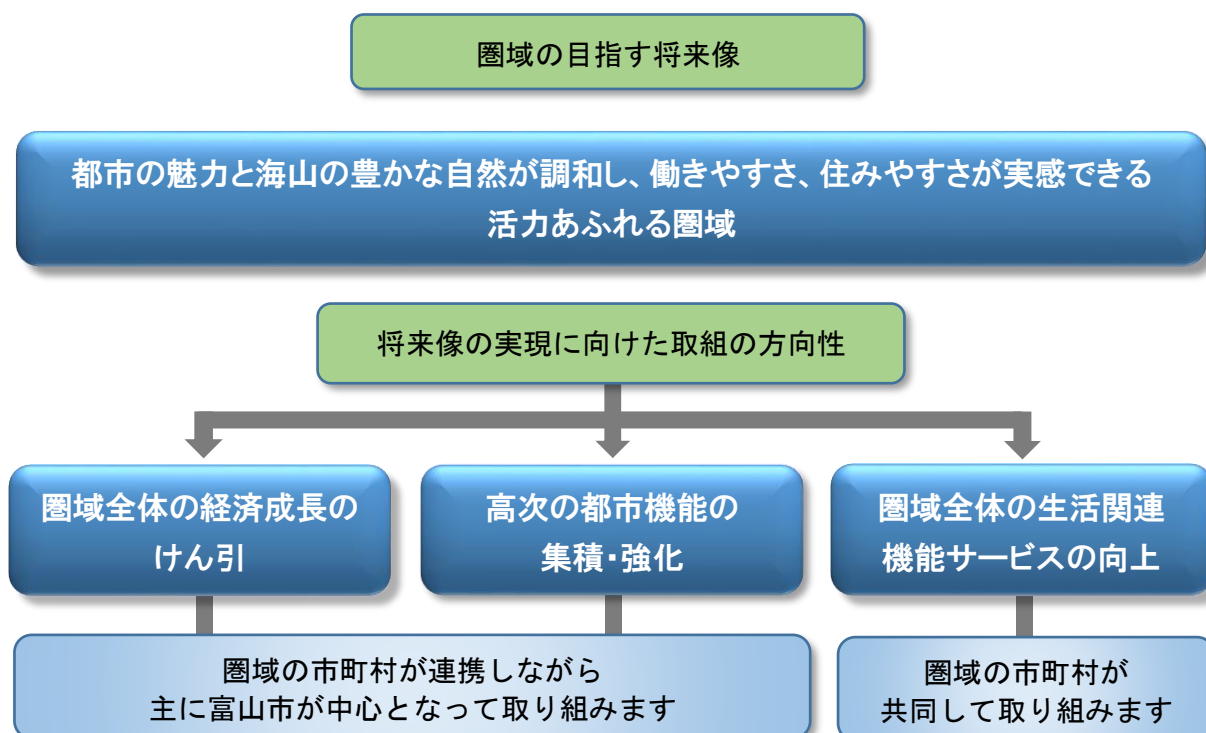 圏域の目指す将来像
都市の魅力と海山の豊かな自然が調和し、働きやすさ、住みやすさが実感できる
活力あふれる圏域
将来像の実現に向けた取組の方向性
圏域全体の経済成長の
けん引
高次の都市機能の
集積・強化
圏域全体の生活関連
機能サービスの向上
圏域の市町村が連携しながら
主に富山市が中心となって取り組みます
圏域の市町村が
共同して取り組みます